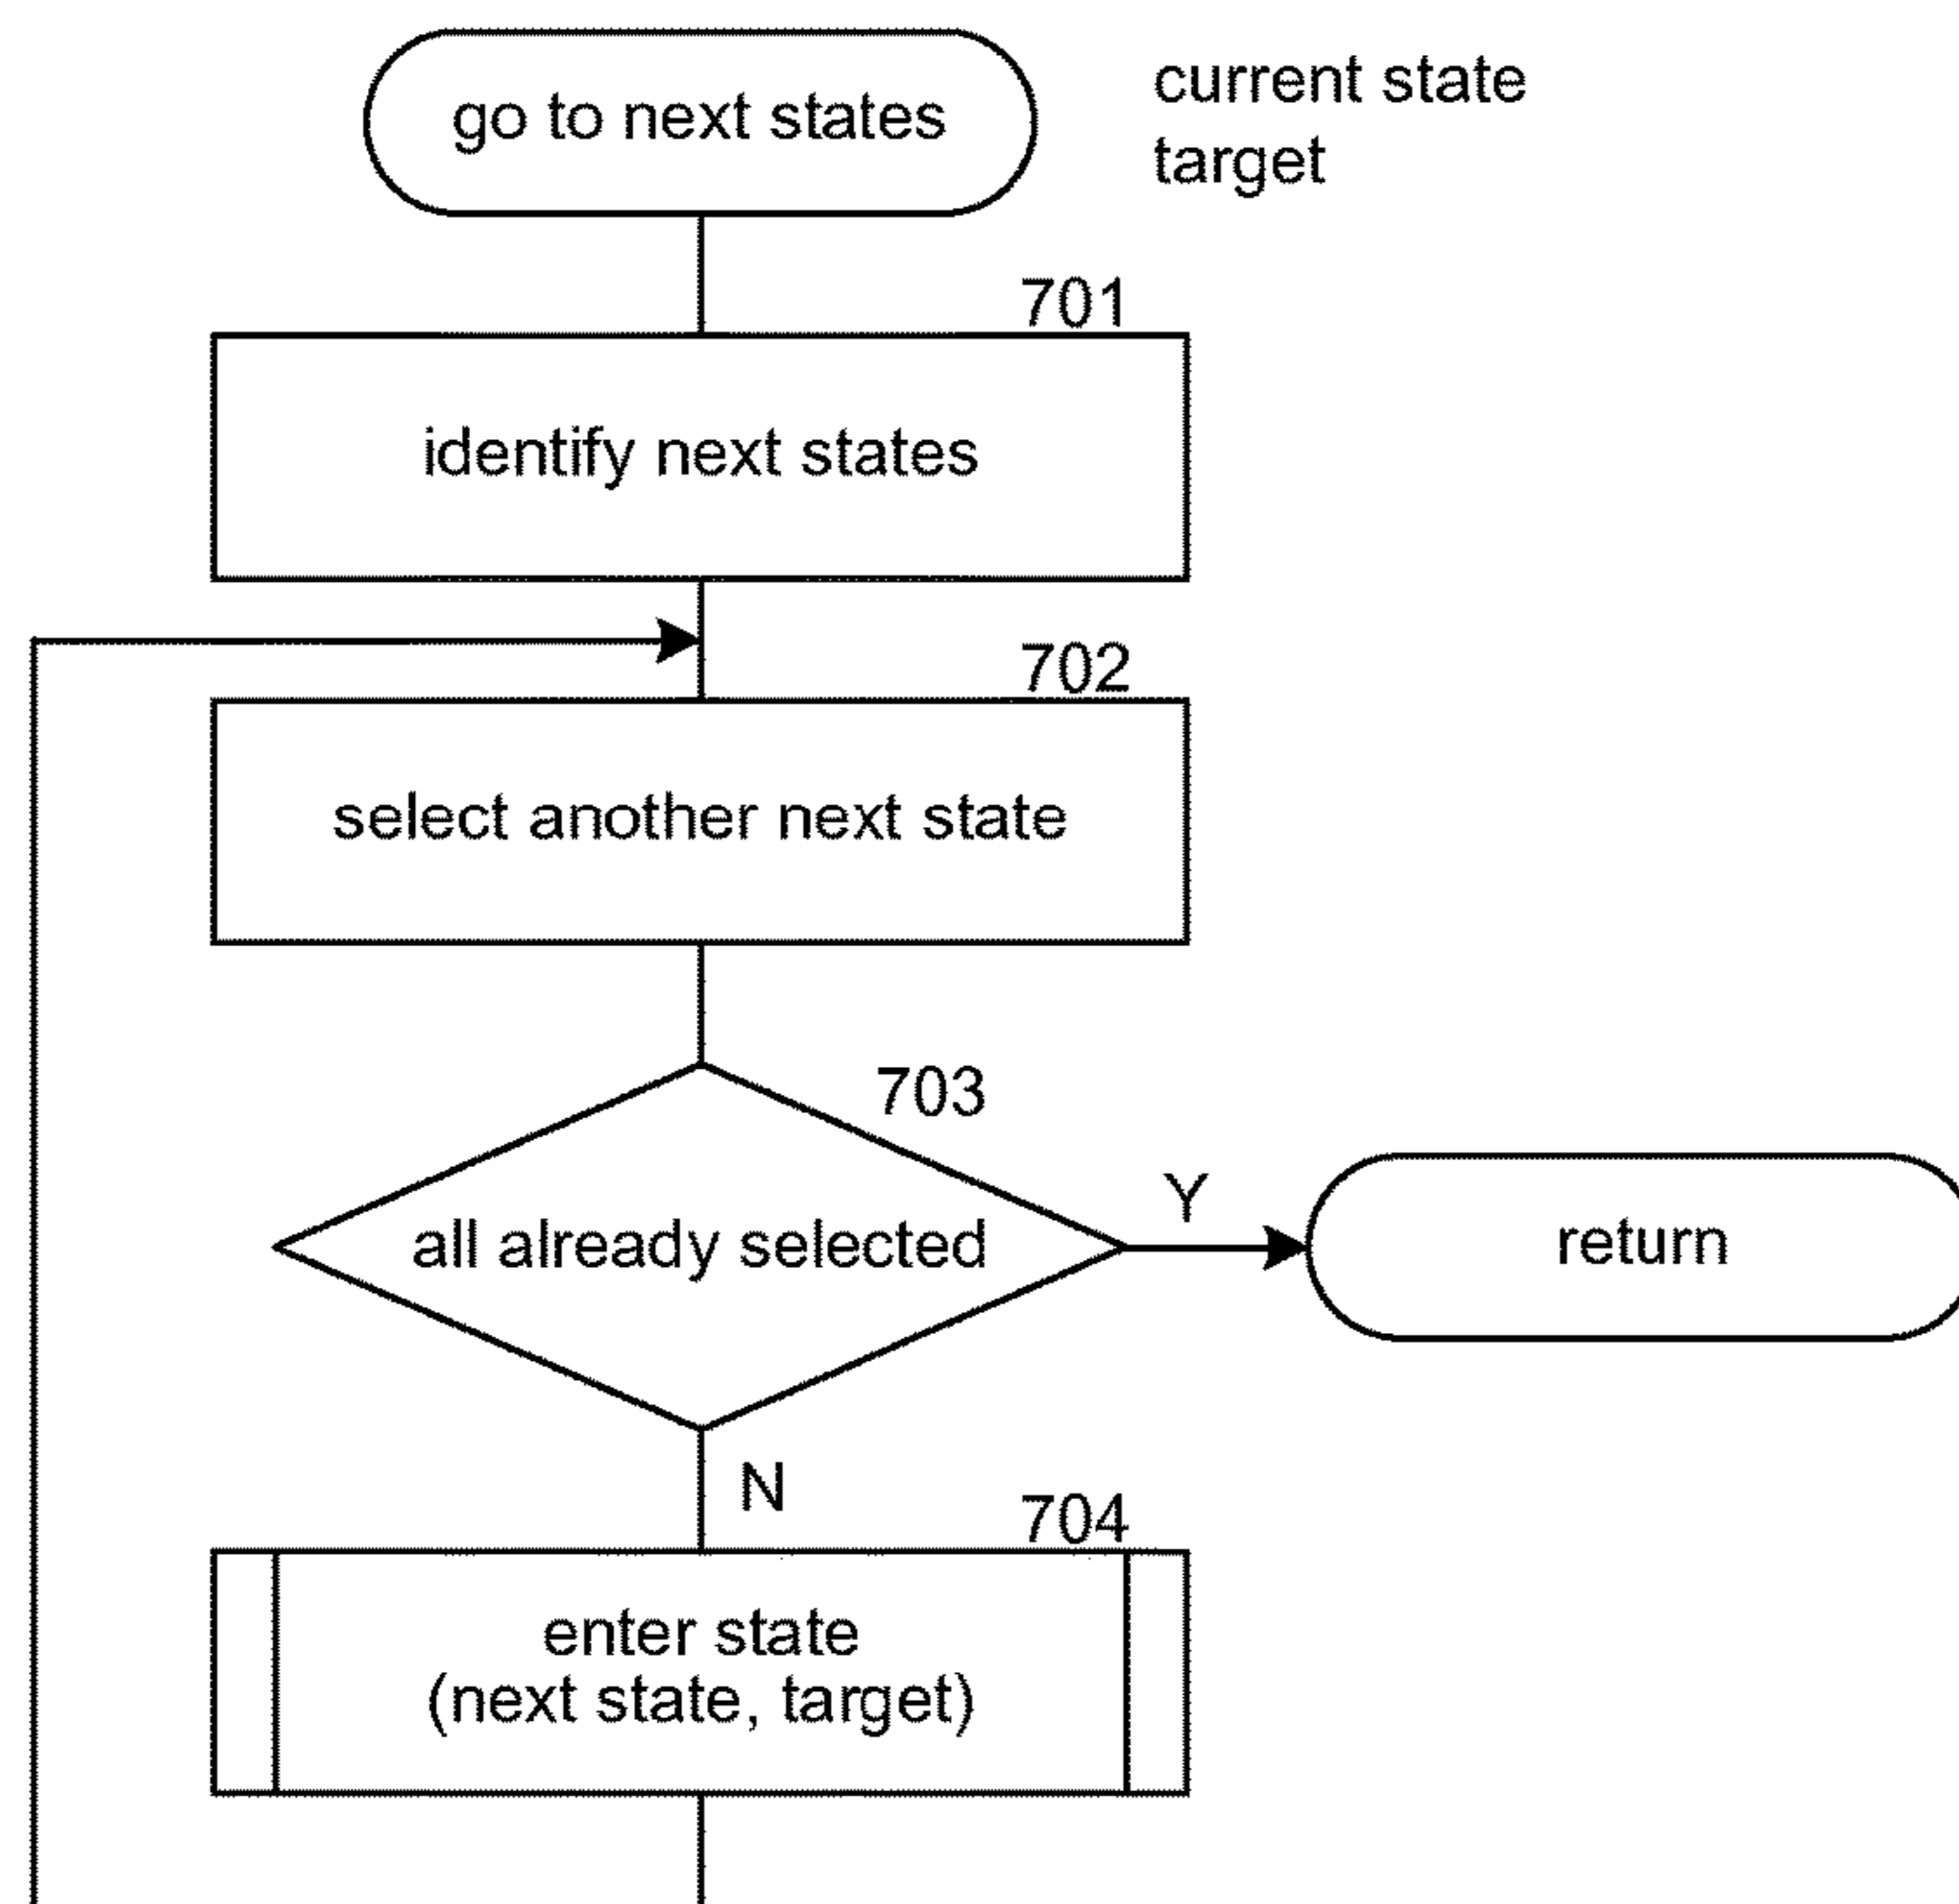 go to next states
current state
target
701
identify next states
702
select another next state
703
all already selected
Y
return
N
704
enter state
(next state, target)